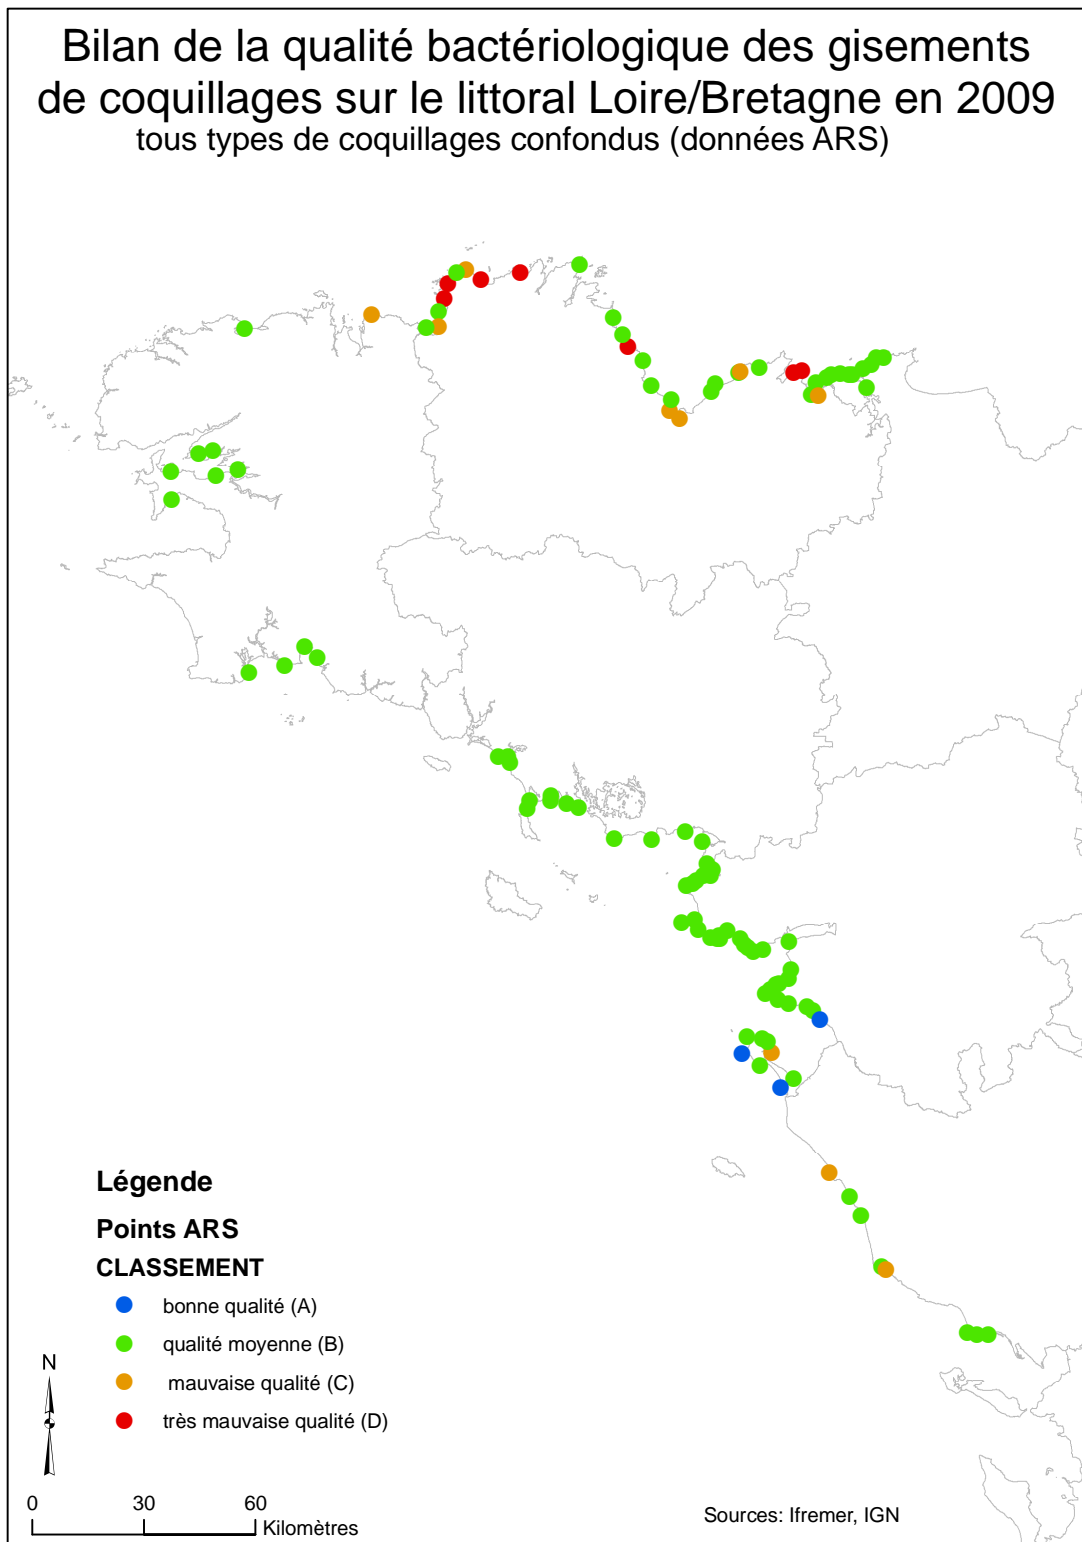 Bilan de la qualité bactériologique des gisements
de coquillages sur le littoral Loire/Bretagne en 2009
tous types de coquillages confondus (données ARS)
Légende
Points ARS
CLASSEMENT
bonne qualité (A)
qualité moyenne (B)
mauvaise qualité (C)
très mauvaise qualité (D)
N
0 30 60
Kilomètres
Sources: Ifremer, IGN